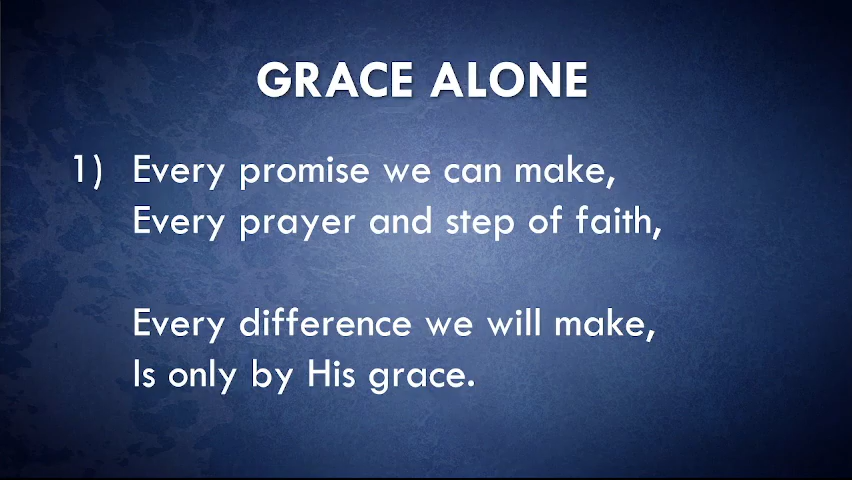 GRACE ALONE
1) Every promise we can make,
Every prayer and step of faith,
Every difference we will make,
Is only by His grace.